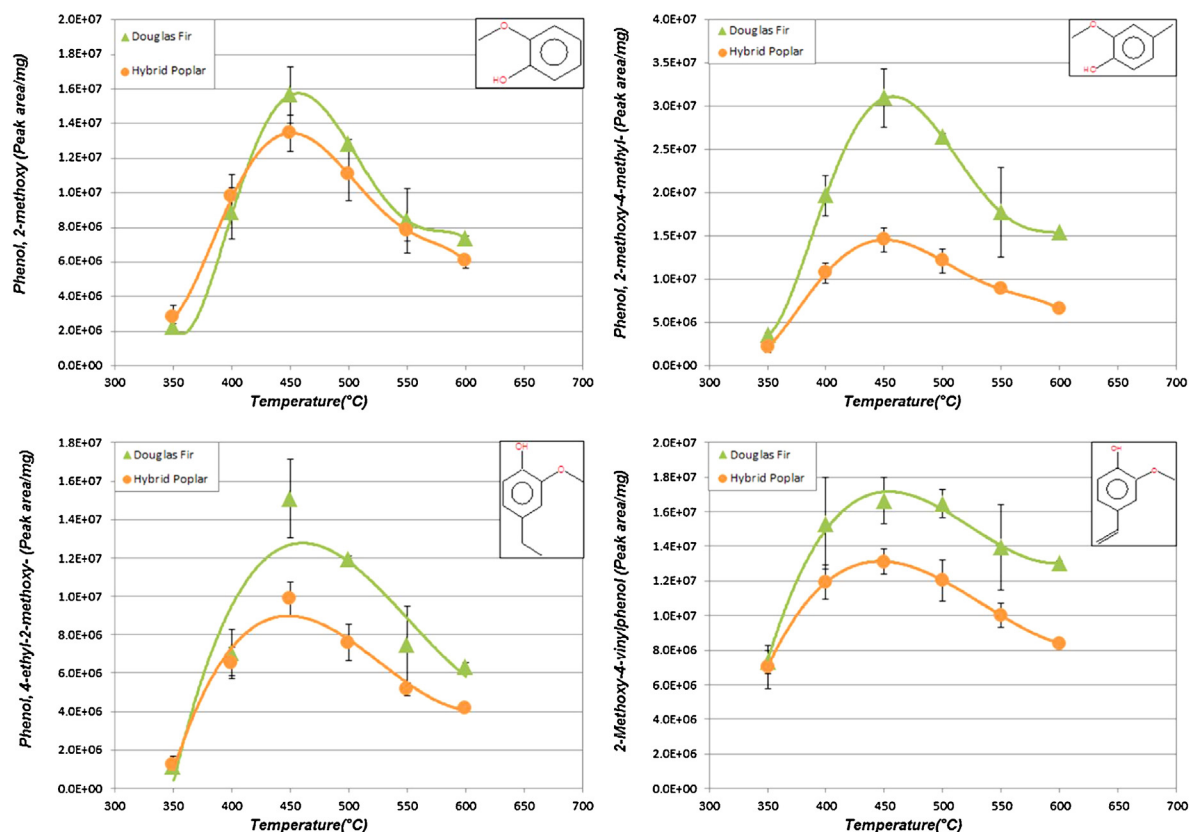 Phenol, 2-methoxy (Peak area/mg)
2.0E+07
1.8E+07
1.6E+07
1.4E+07
1.2E+07
1.0E+07
8.0E+06
6.0E+06
4.0E+06
2.0E+06
0.0E+00
Douglas Fir
Hybrid Poplar
O
HO
300 350 400 450 500 550 600 650 700
Temperature(°C)
Phenol, 2-methoxy-4-methyl- (Peak area/mg)
4.0E+07
3.5E+07
3.0E+07
2.5E+07
2.0E+07
1.5E+07
1.0E+07
5.0E+06
0.0E+00
Douglas Fir
Hybrid Poplar
O
HO
300 350 400 450 500 550 600 650 700
Temperature(°C)
Phenol, 4-ethyl-2-methoxy- (Peak area/mg)
1.8E+07
1.6E+07
1.4E+07
1.2E+07
1.0E+07
8.0E+06
6.0E+06
4.0E+06
2.0E+06
0.0E+00
Douglas Fir
Hybrid Poplar
OH
O
300 350 400 450 500 550 600 650 700
Temperature(°C)
2-Methoxy-4-vinylphenol (Peak area/mg)
2.0E+07
1.8E+07
1.6E+07
1.4E+07
1.2E+07
1.0E+07
8.0E+06
6.0E+06
4.0E+06
2.0E+06
0.0E+00
Douglas Fir
Hybrid Poplar
OH
O
300 350 400 450 500 550 600 650 700
Temperature(°C)